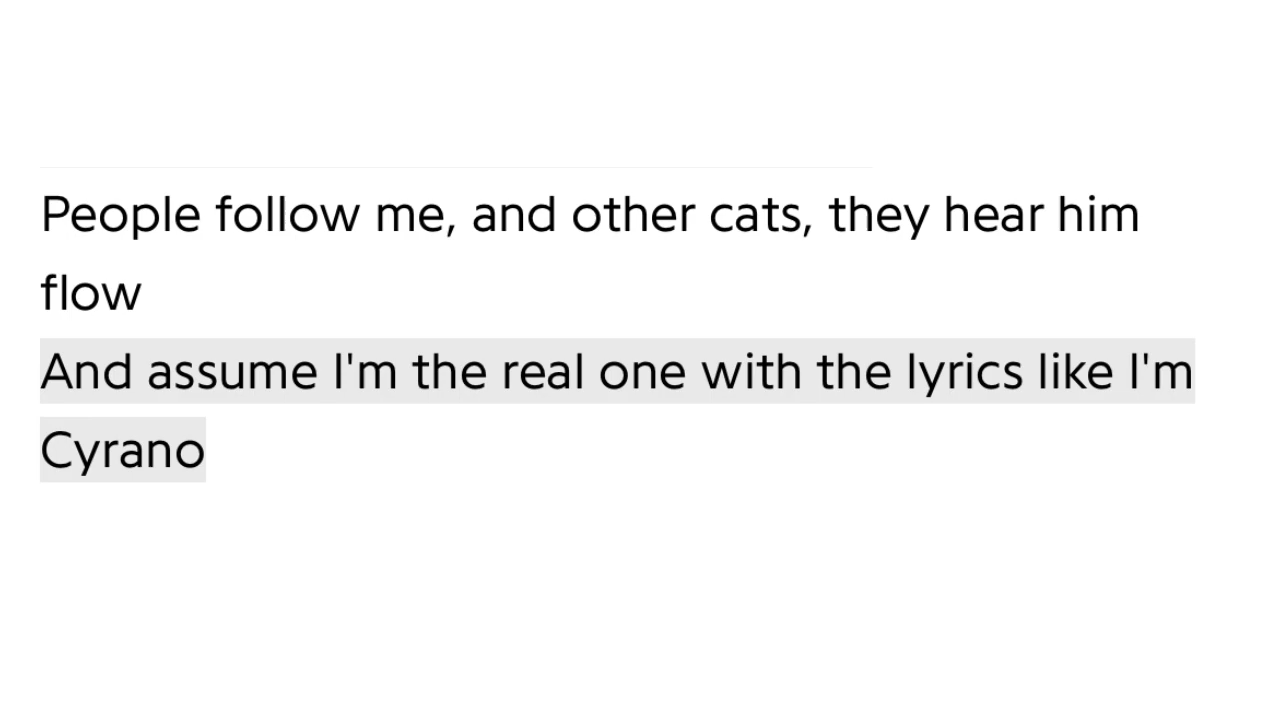 People follow me, and other cats, they hear him
flow
And assume I'm the real one with the lyrics like I'm
Cyrano